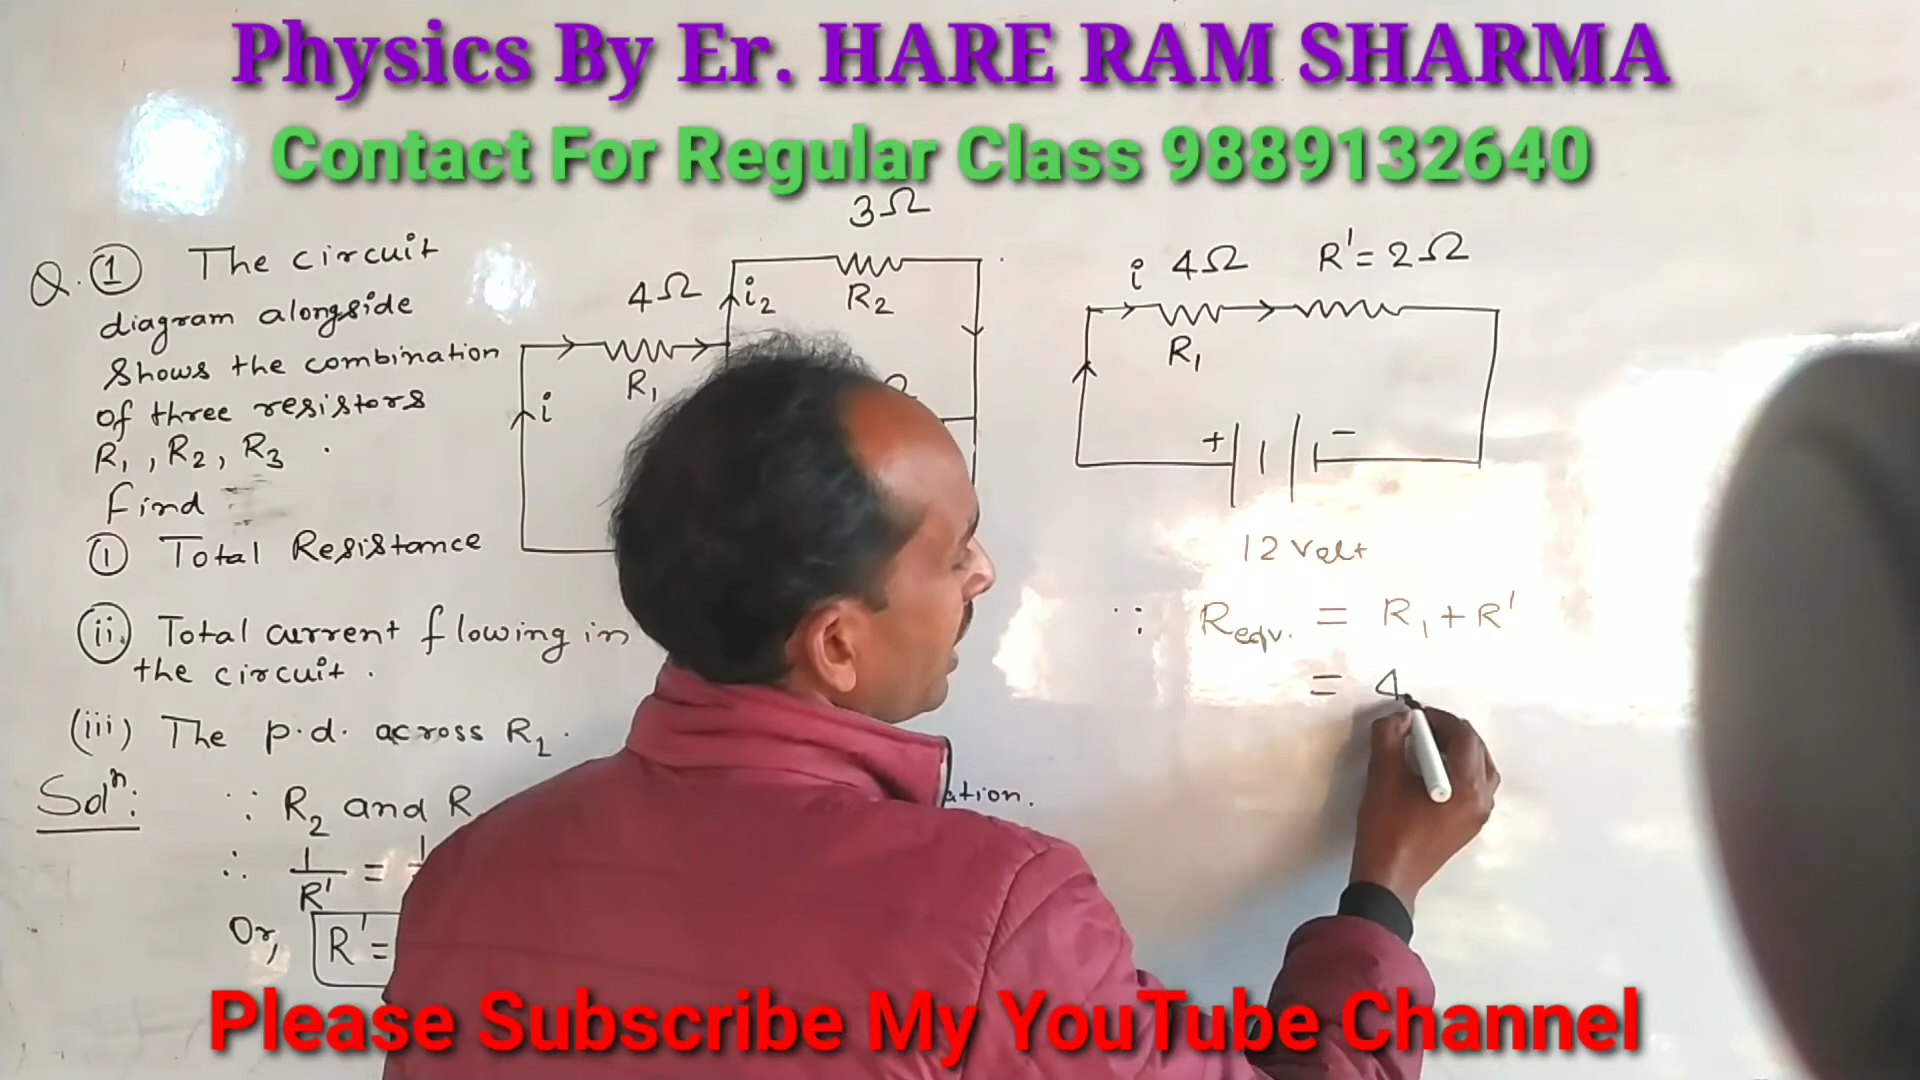 Physics By Er. HARE RAM SHARMA
Contact For Regular Class 9889132640
Q. ① The circuit
diagram alongside
shows the combination
of three resistors
R₁, R₂, R₃.
Find
① Total Resistance
(ii) Total current flowing in
the circuit.
(iii) The p.d. across R₁.
Solⁿ:
∵ R₂ and R
∴ 1/R' =
Or, R' =
ation.
3Ω
R₂
i₂
4Ω
R₁
i
i 4Ω R' = 2Ω
R₁
+ −
12 Volt
∵ Reqv. = R₁ + R'
= 4
Please Subscribe My YouTube Channel